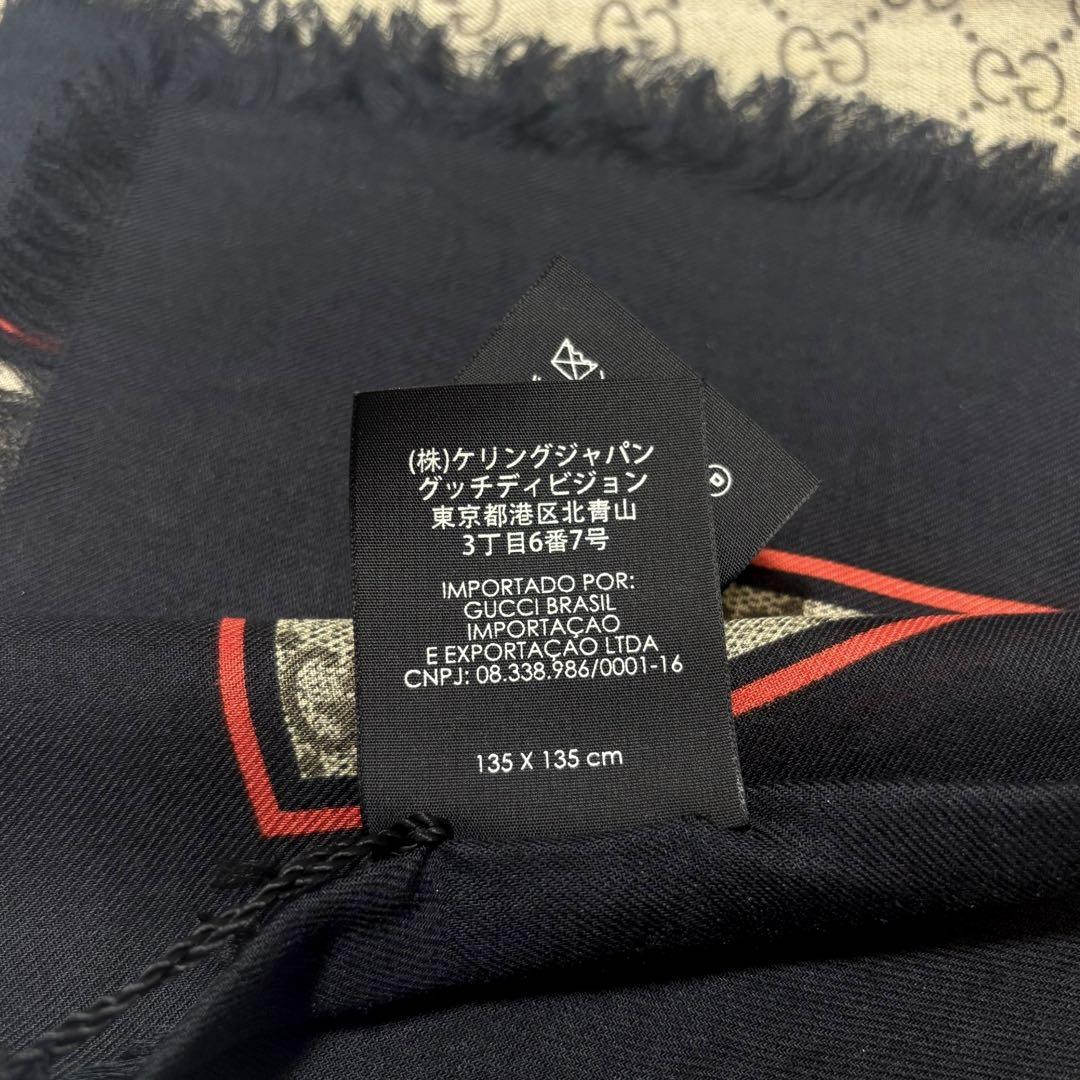 (株)ケリングジャパン
グッチディビジョン
東京都港区北青山
3丁目6番7号
IMPORTADO POR:
GUCCI BRASIL
IMPORTAÇAO
E EXPORTAÇAO LTDA
CNPJ: 08.338.986/0001-16
135 X 135 cm